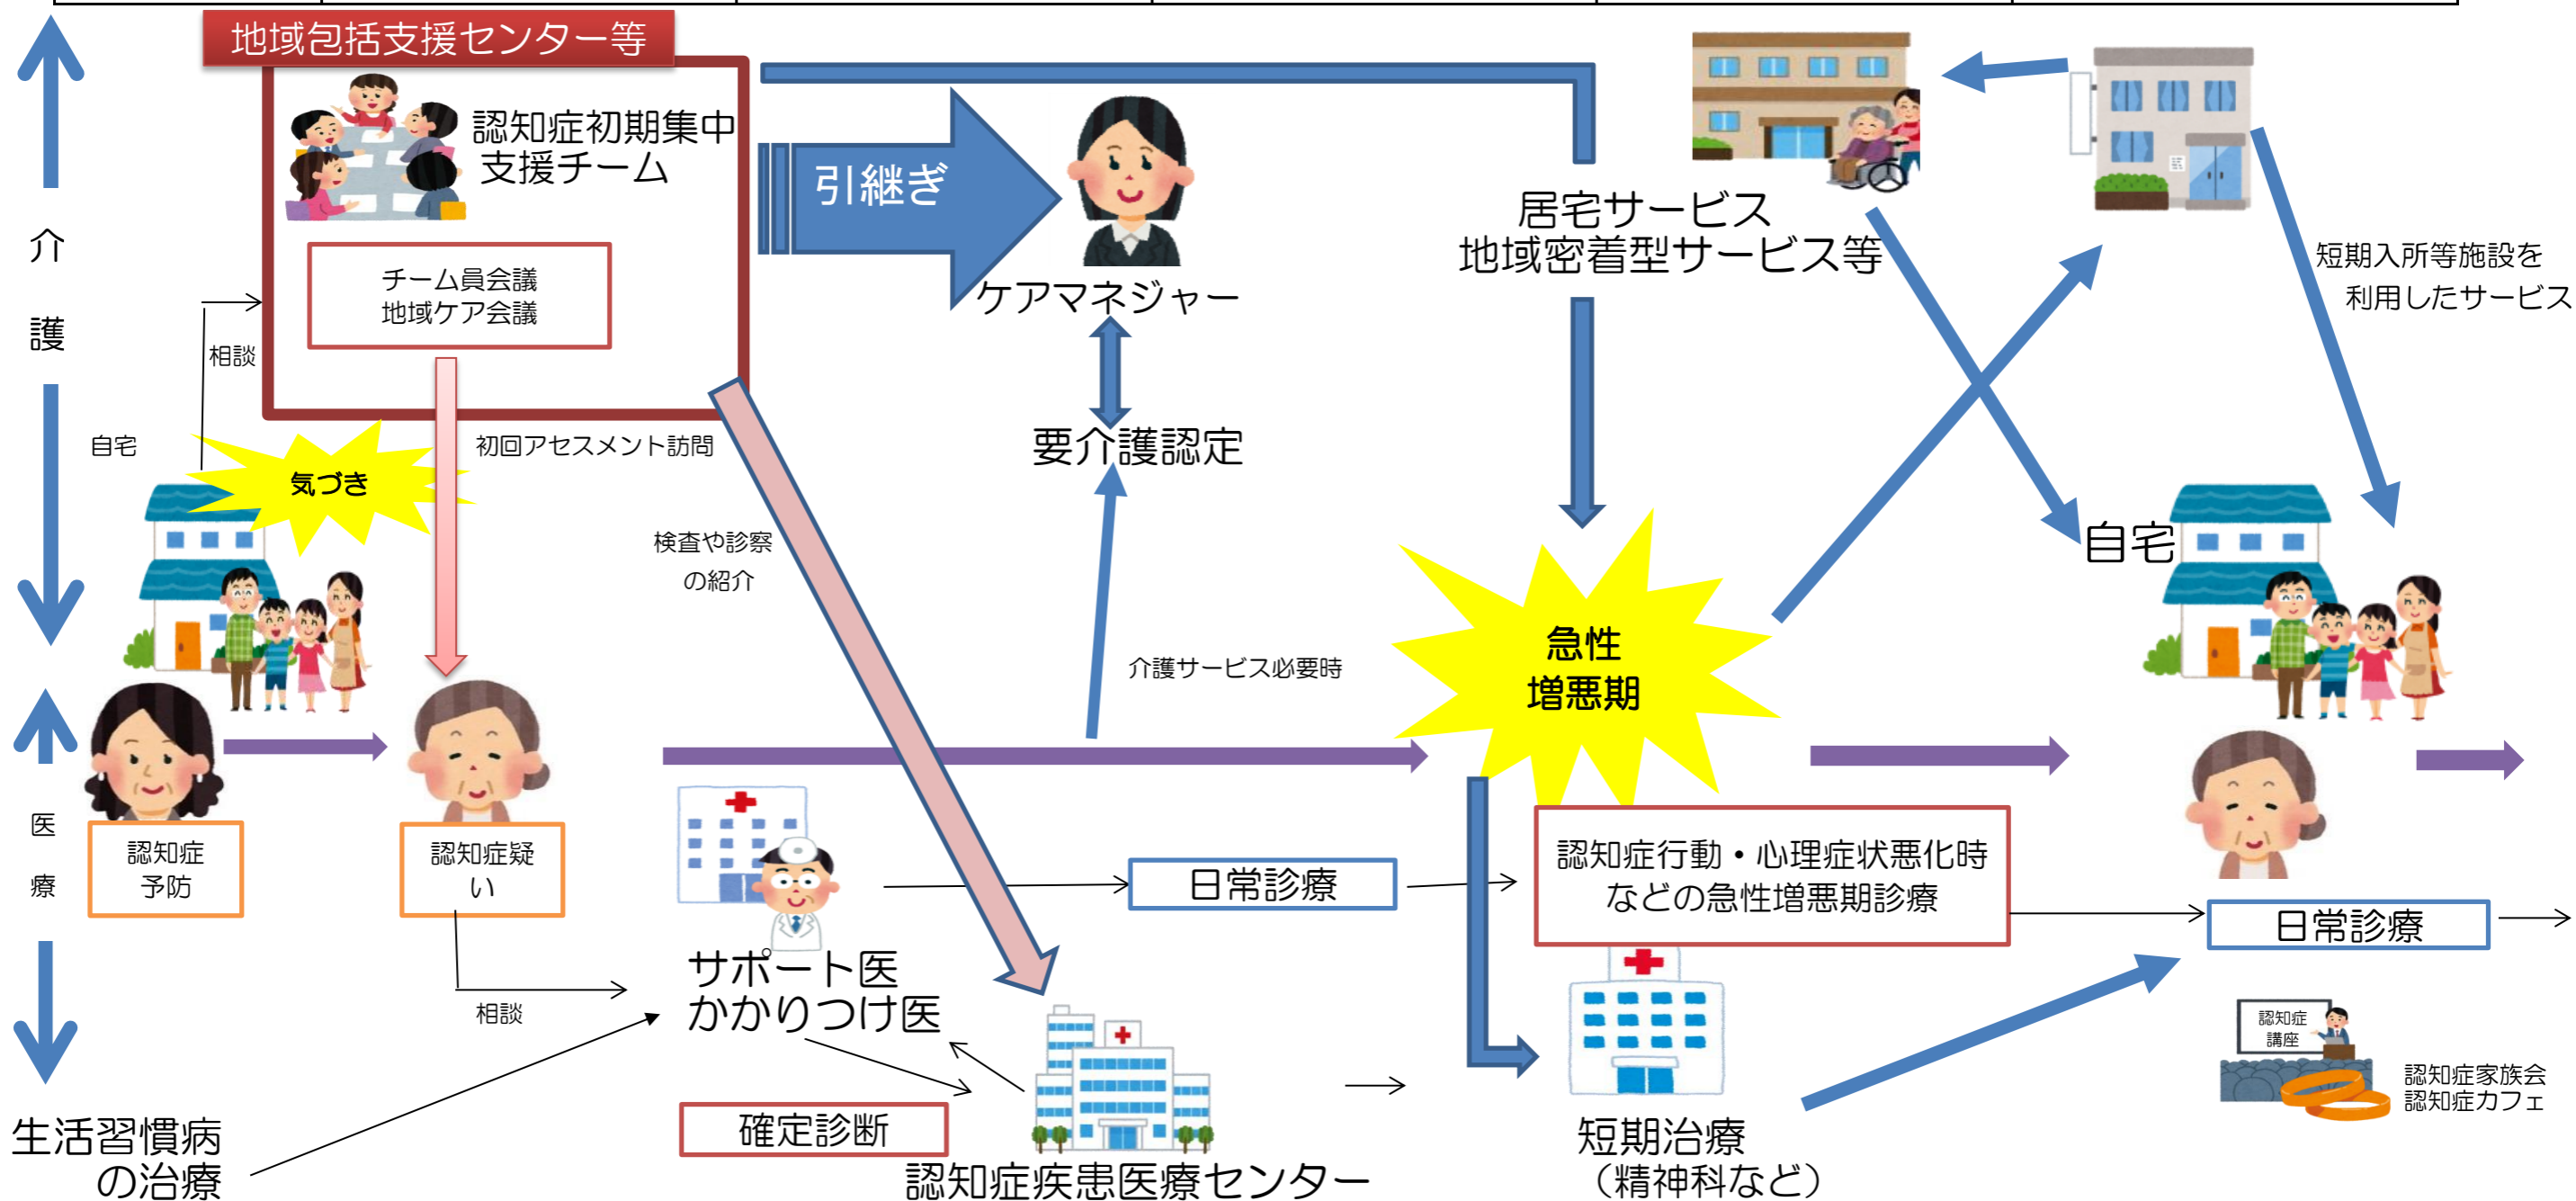 地域包括支援センター等
認知症初期集中
支援チーム
チーム員会議
地域ケア会議
引継ぎ
ケアマネジャー
居宅サービス
地域密着型サービス等
短期入所等施設を
利用したサービス
介
護
相談
自宅
気づき
初回アセスメント訪問
検査や診察
の紹介
要介護認定
介護サービス必要時
急性
増悪期
自宅
医
療
認知症
予防
認知症疑
い
相談
サポート医
かかりつけ医
日常診療
認知症行動・心理症状悪化時
などの急性増悪期診療
日常診療
生活習慣病
の治療
確定診断
認知症疾患医療センター
短期治療
（精神科など）
認知症
講座
認知症家族会
認知症カフェ